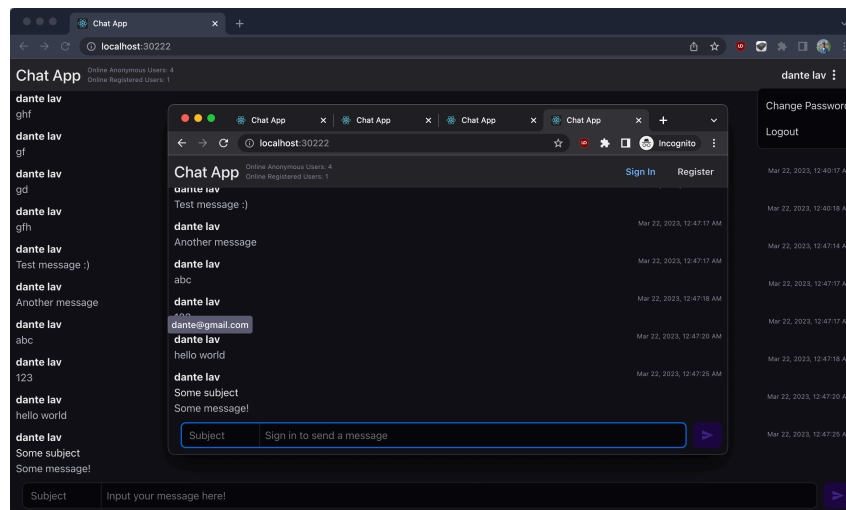 Chat App
localhost:30222
Chat App
Online Anonymous Users: 4
Online Registered Users: 1
dante lav
Change Password
Logout
dante lav
ghf
dante lav
gf
dante lav
gd
Mar 22, 2023, 12:40:17 A
dante lav
gfh
Mar 22, 2023, 12:40:18 A
dante lav
Test message :)
Mar 22, 2023, 12:47:14 A
dante lav
Another message
Mar 22, 2023, 12:47:17 A
dante lav
abc
Mar 22, 2023, 12:47:17 A
dante lav
123
Mar 22, 2023, 12:47:18 A
dante lav
hello world
Mar 22, 2023, 12:47:20 A
dante lav
Some subject
Some message!
Mar 22, 2023, 12:47:25 A
Subject
Input your message here!
Chat App
Chat App
Chat App
Chat App
localhost:30222
Incognito
Chat App
Online Anonymous Users: 4
Online Registered Users: 1
Sign In
Register
dante lav
Test message :)
dante lav
Another message
Mar 22, 2023, 12:47:17 AM
dante lav
abc
Mar 22, 2023, 12:47:17 AM
dante lav
123
Mar 22, 2023, 12:47:18 AM
dante@gmail.com
dante lav
hello world
Mar 22, 2023, 12:47:20 AM
dante lav
Some subject
Some message!
Mar 22, 2023, 12:47:25 AM
Subject
Sign in to send a message